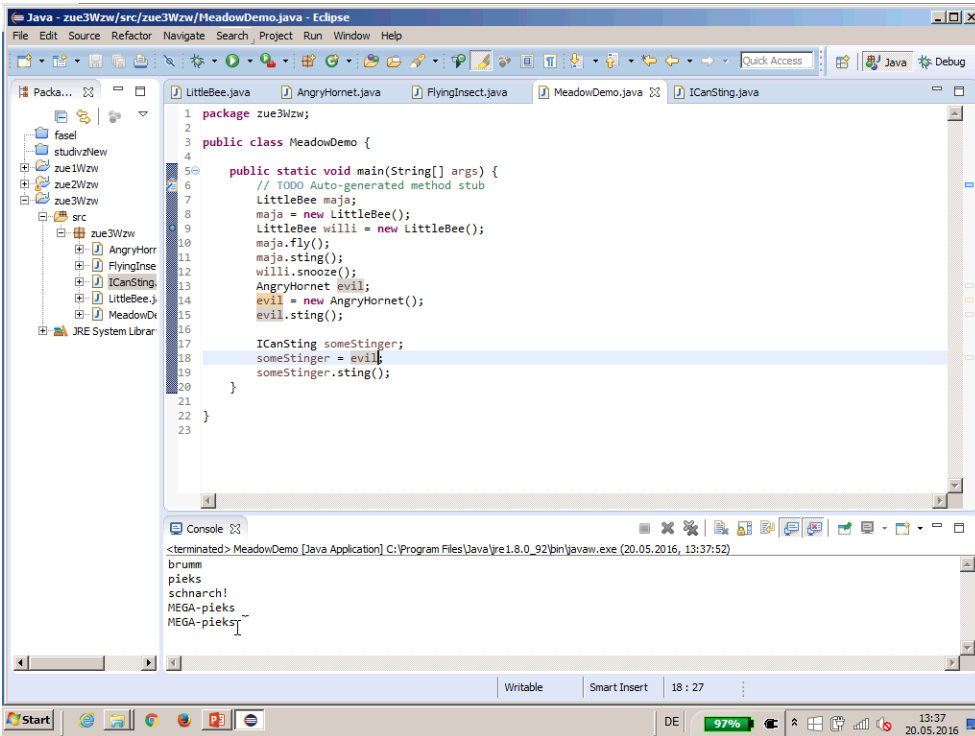 Java - zue3Wzw/src/zue3Wzw/MeadowDemo.java - Eclipse
File Edit Source Refactor Navigate Search Project Run Window Help
Quick Access
Java
Debug
Packa...
LittleBee.java
AngryHornet.java
FlyingInsect.java
MeadowDemo.java
ICanSting.java
fasel
studivzNew
zue1Wzw
zue2Wzw
zue3Wzw
src
zue3Wzw
AngryHorr
FlyingInse
ICanSting.
LittleBee.j
MeadowDe
JRE System Librar
1 package zue3Wzw;
2
3 public class MeadowDemo {
4
5 public static void main(String[] args) {
6 // TODO Auto-generated method stub
7 LittleBee maja;
8 maja = new LittleBee();
9 LittleBee willi = new LittleBee();
10 maja.fly();
11 maja.sting();
12 willi.snooze();
13 AngryHornet evil;
14 evil = new AngryHornet();
15 evil.sting();
16
17 ICanSting someStinger;
18 someStinger = evil;
19 someStinger.sting();
20 }
21
22 }
23
Console
<terminated> MeadowDemo [Java Application] C:\Program Files\Java\jre1.8.0_92\bin\javaw.exe (20.05.2016, 13:37:52)
brumm
pieks
schnarch!
MEGA-pieks
MEGA-pieks
Writable
Smart Insert
18 : 27
Start
DE
97%
13:37
20.05.2016